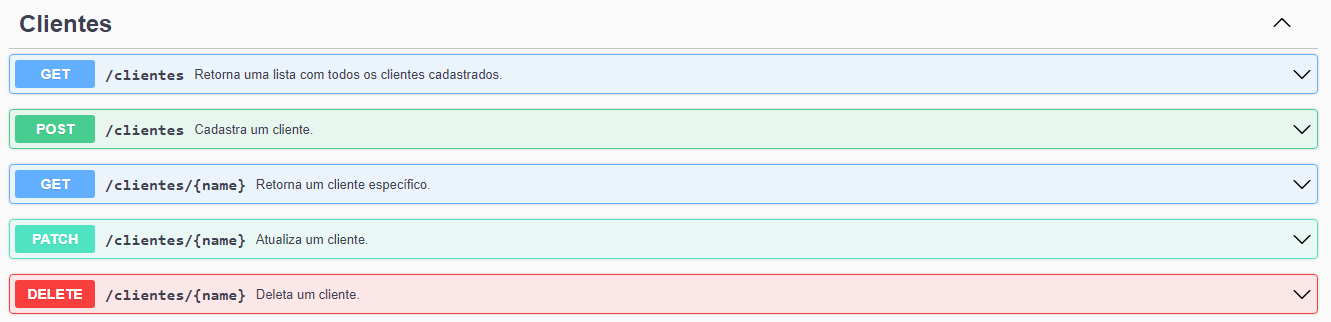 Clientes
GET /clientes Retorna uma lista com todos os clientes cadastrados.
POST /clientes Cadastra um cliente.
GET /clientes/{name} Retorna um cliente específico.
PATCH /clientes/{name} Atualiza um cliente.
DELETE /clientes/{name} Deleta um cliente.